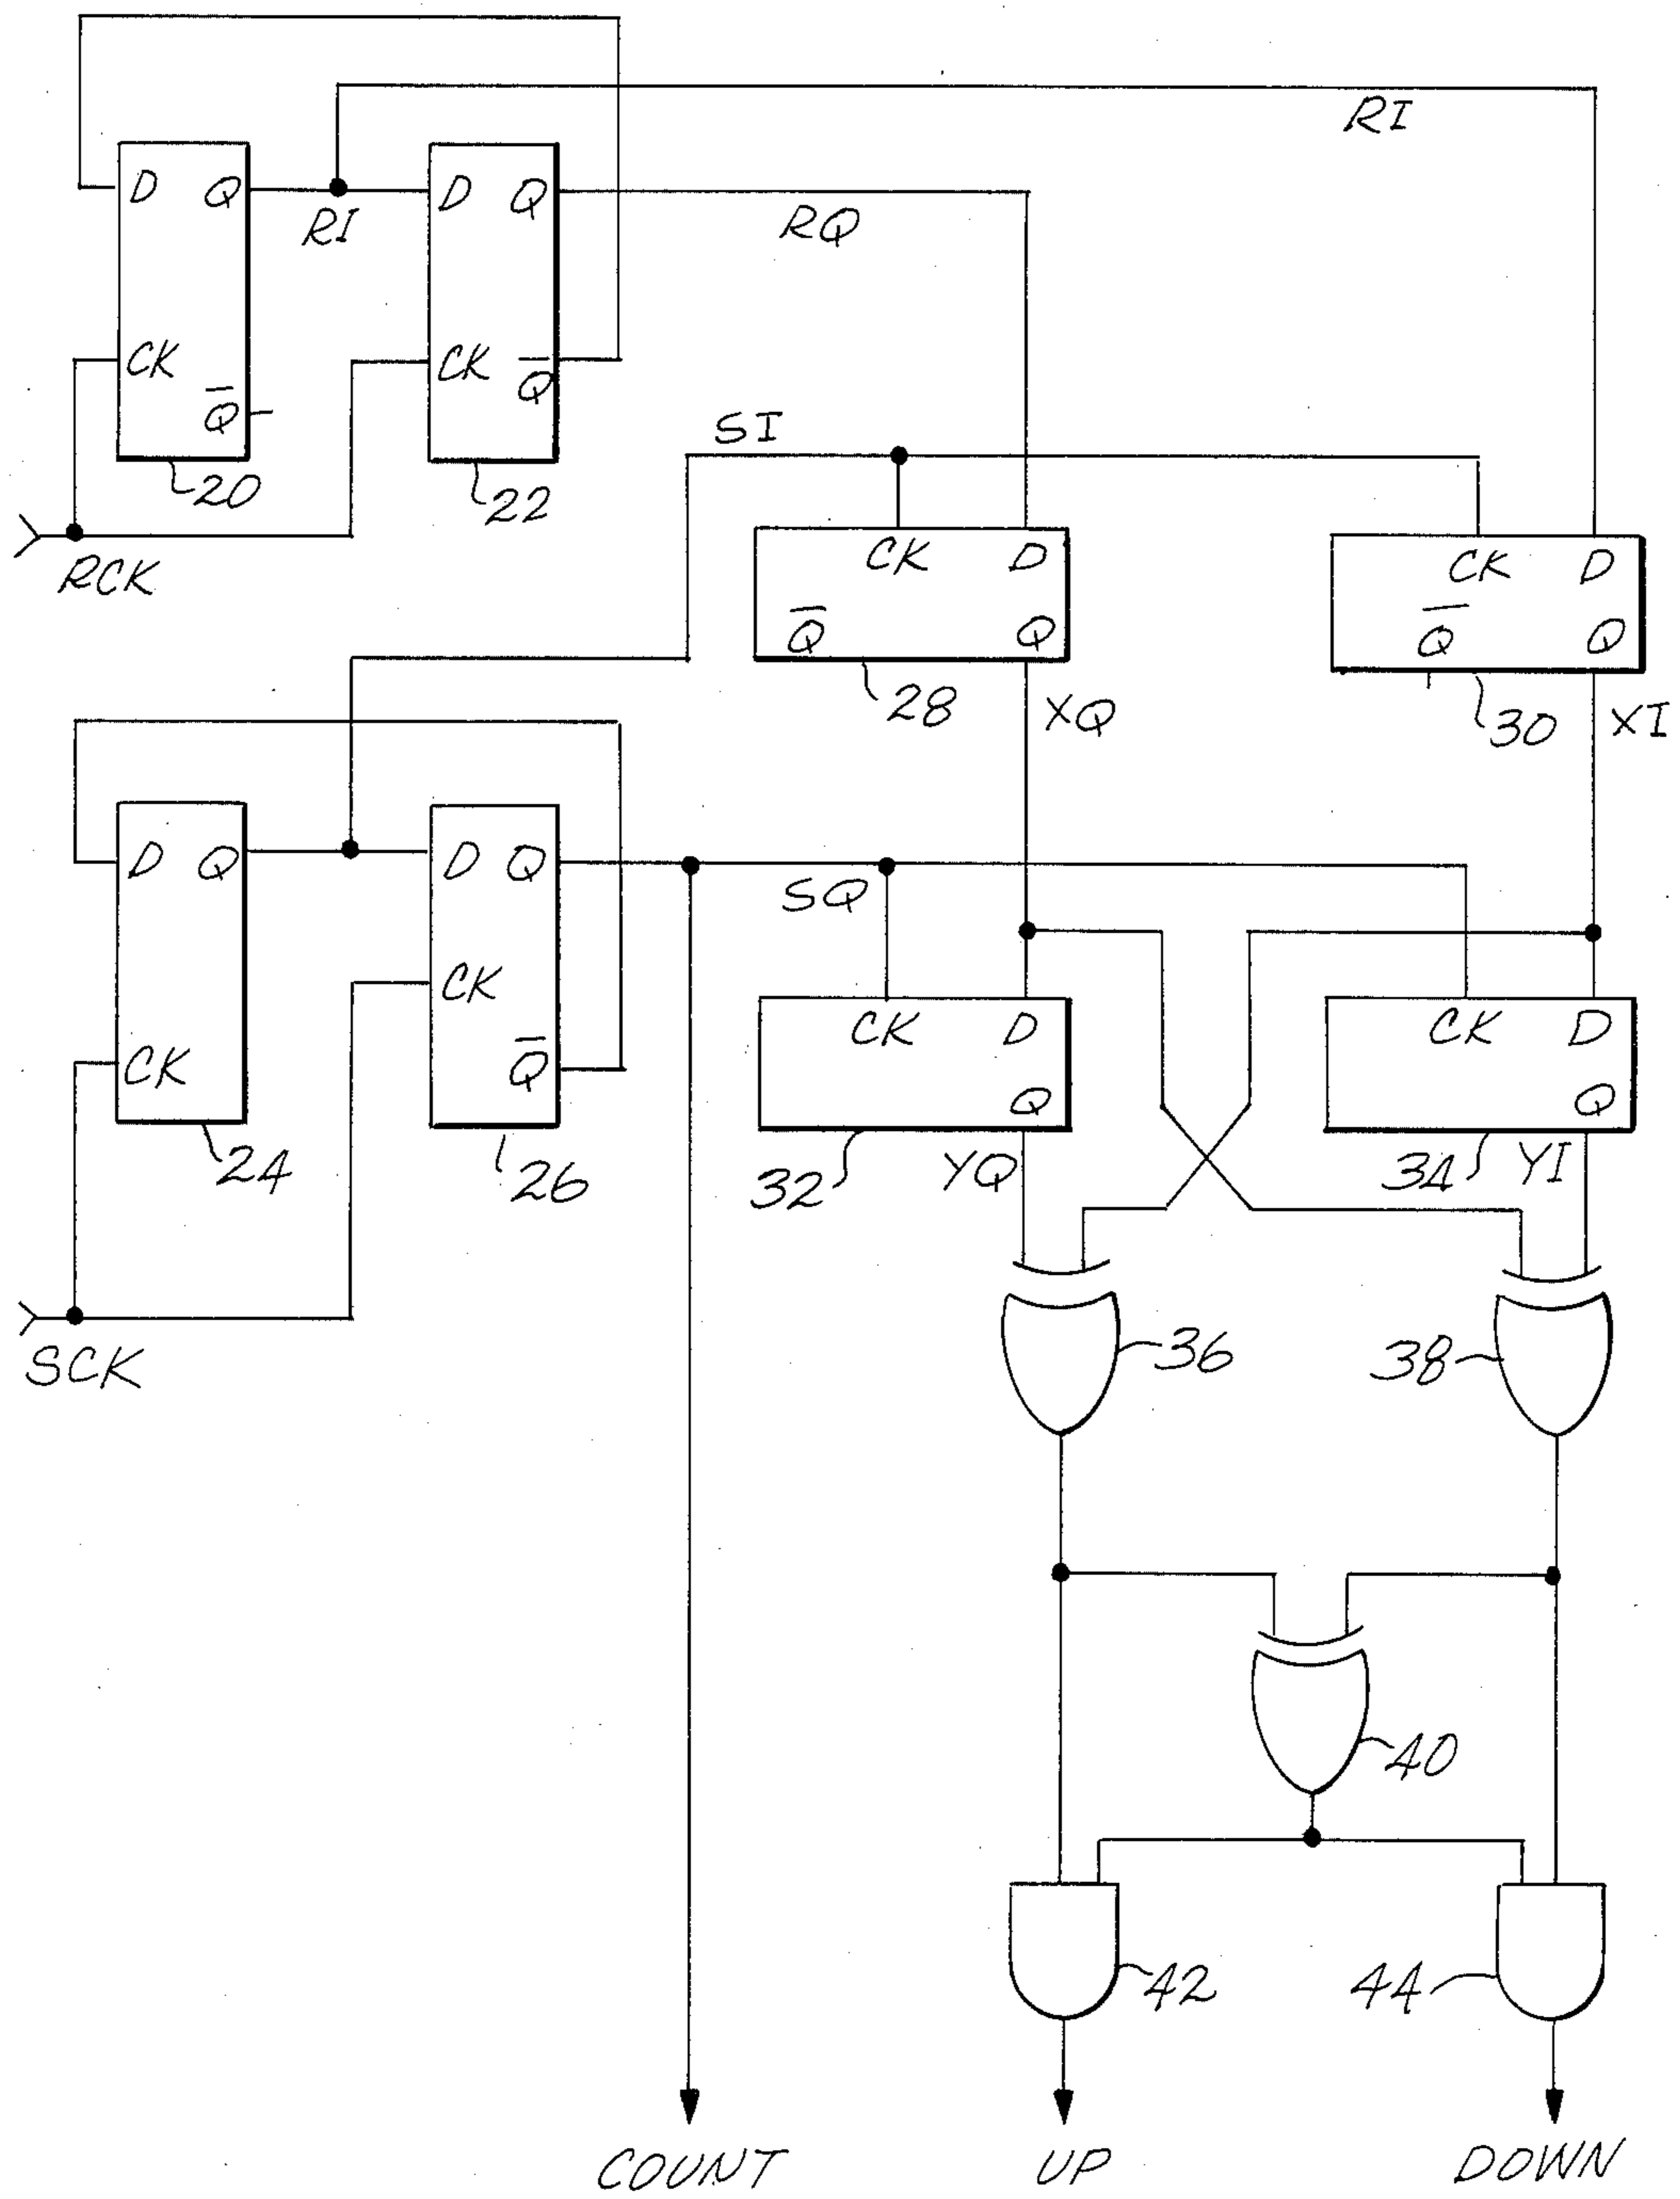 RI
D Q
D Q
RI
RQ
CK
Q̅
CK
Q̅
SI
20
22
RCK
CK D
Q̅ Q
CK D
Q̅ Q
28
XQ
30
XI
D Q
D Q
SQ
CK
CK
Q̅
CK D
Q
CK D
Q
24
26
32
YQ
34
YI
SCK
36
38
40
42
44
COUNT
UP
DOWN